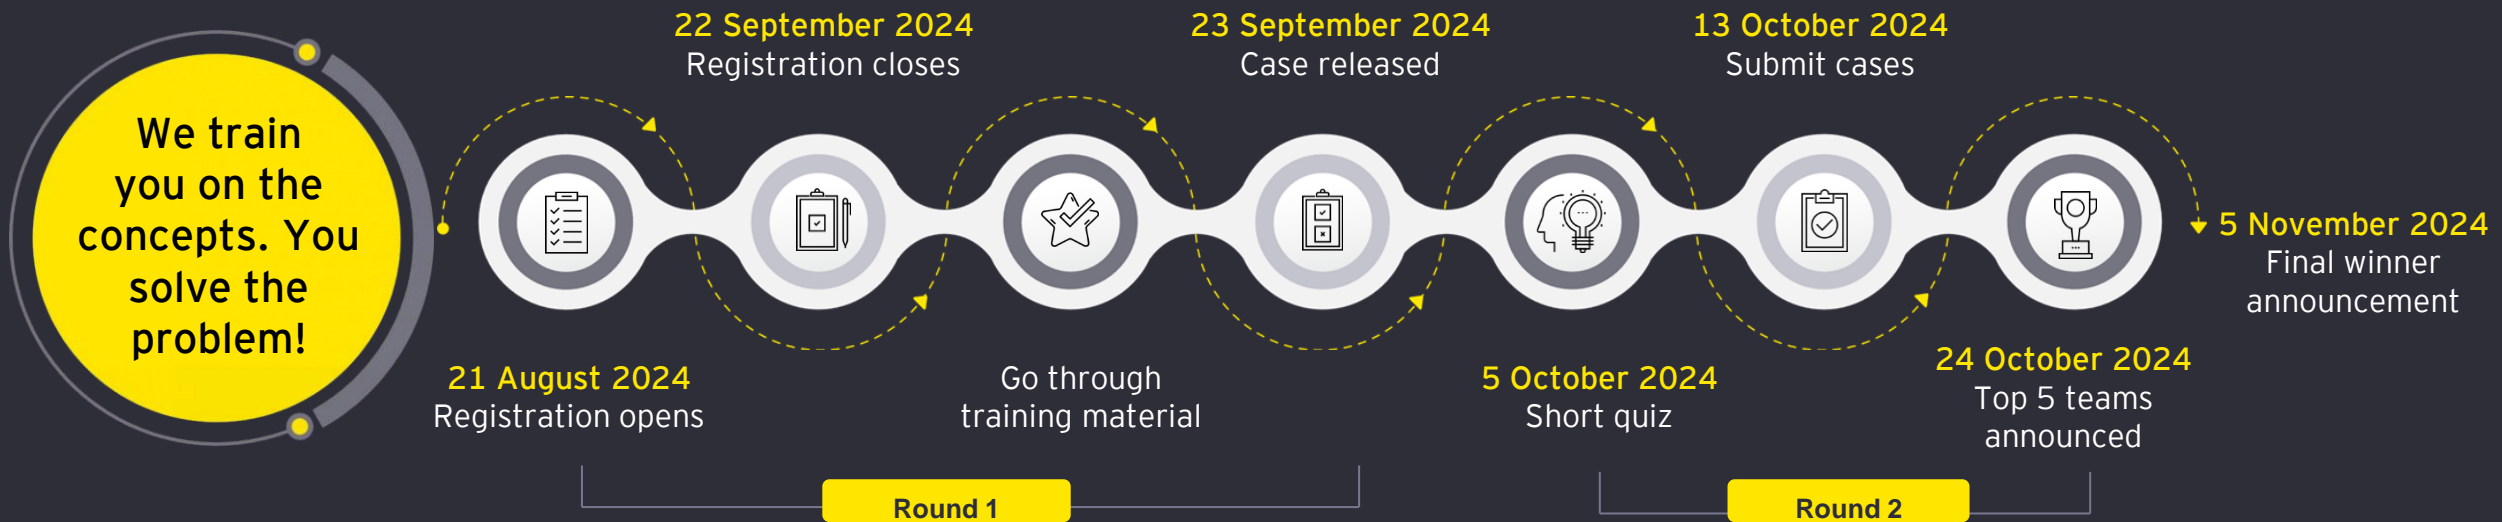 We train
you on the
concepts. You
solve the
problem!
21 August 2024
Registration opens
22 September 2024
Registration closes
Go through
training material
23 September 2024
Case released
5 October 2024
Short quiz
13 October 2024
Submit cases
24 October 2024
Top 5 teams
announced
5 November 2024
Final winner
announcement
Round 1
Round 2